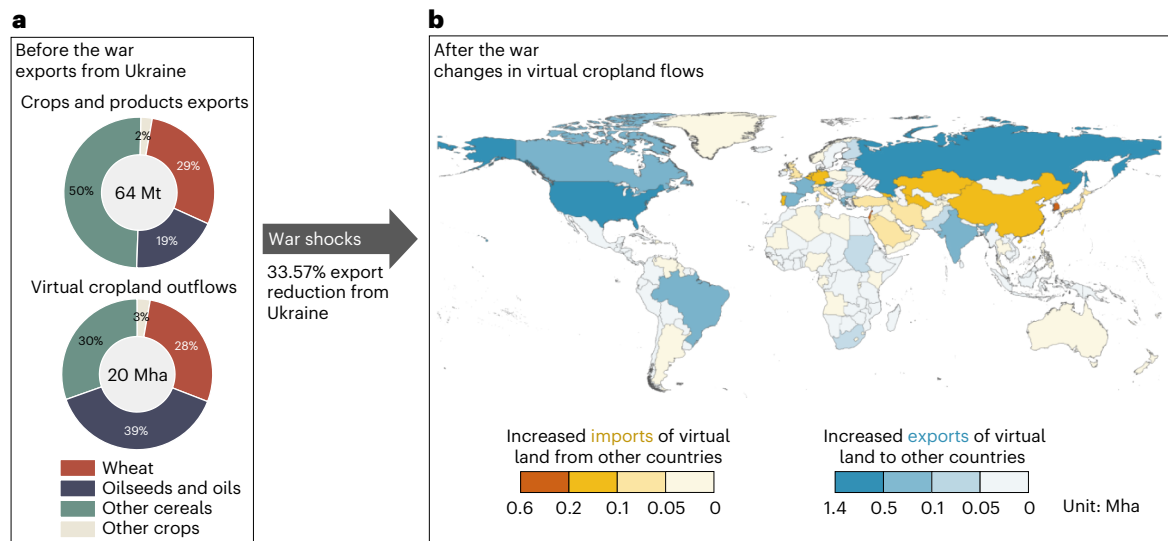 a
Before the war
exports from Ukraine
Crops and products exports
2%
29%
50%
64 Mt
19%
Virtual cropland outflows
3%
30%
28%
20 Mha
39%
Wheat
Oilseeds and oils
Other cereals
Other crops
War shocks
33.57% export
reduction from
Ukraine
b
After the war
changes in virtual cropland flows
Increased imports of virtual
land from other countries
0.6 0.2 0.1 0.05 0
Increased exports of virtual
land to other countries
1.4 0.5 0.1 0.05 0
Unit: Mha